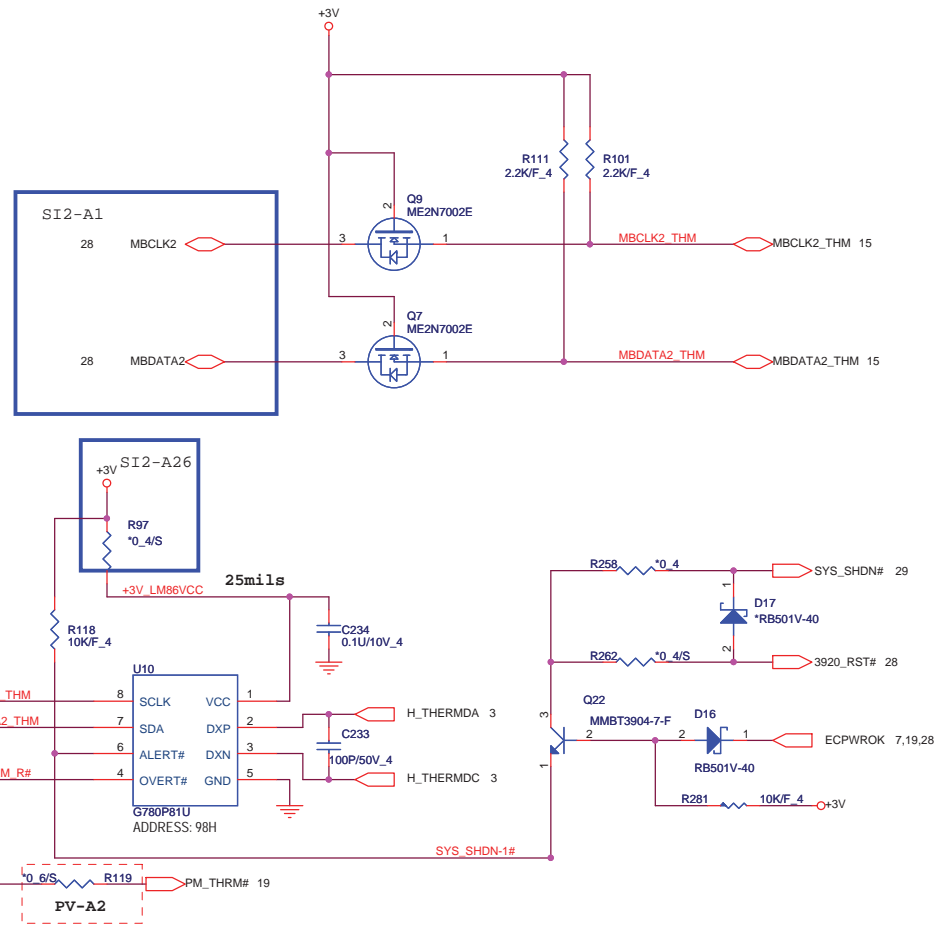 +3V
R111
2.2K/F_4
R101
2.2K/F_4
SI2-A1
Q9
ME2N7002E
2
28 MBCLK2
3
1
MBCLK2_THM
MBCLK2_THM 15
Q7
ME2N7002E
2
28 MBDATA2
3
1
MBDATA2_THM
MBDATA2_THM 15
SI2-A26
+3V
R97
*0_4/S
25mils
+3V_LM86VCC
R118
10K/F_4
C234
0.1U/10V_4
R258
*0_4
SYS_SHDN# 29
1
D17
*RB501V-40
2
R262
*0_4/S
3920_RST# 28
U10
_THM
8 SCLK VCC 1
2_THM
7 SDA DXP 2
H_THERMDA 3
6 ALERT# DXN 3
C233
100P/50V_4
M_R#
4 OVERT# GND 5
H_THERMDC 3
G780P81U
ADDRESS: 98H
Q22
3
MMBT3904-7-F
2
1
D16
2
1
RB501V-40
ECPWROK 7,19,28
R281
10K/F_4
+3V
SYS_SHDN-1#
*0_6/S
R119
PM_THRM# 19
PV-A2